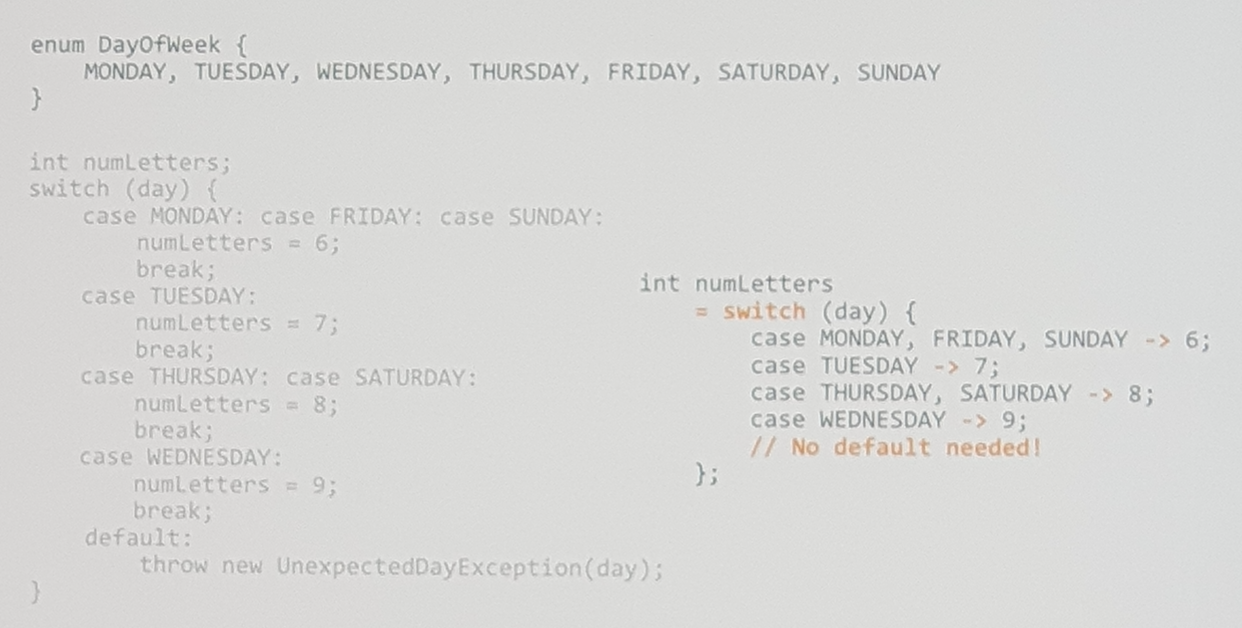 enum DayOfWeek {
    MONDAY, TUESDAY, WEDNESDAY, THURSDAY, FRIDAY, SATURDAY, SUNDAY
}
int numLetters;
switch (day) {
    case MONDAY: case FRIDAY: case SUNDAY:
        numLetters = 6;
        break;
    case TUESDAY:
        numLetters = 7;
        break;
    case THURSDAY: case SATURDAY:
        numLetters = 8;
        break;
    case WEDNESDAY:
        numLetters = 9;
        break;
    default:
        throw new UnexpectedDayException(day);
}
int numLetters
    = switch (day) {
        case MONDAY, FRIDAY, SUNDAY -> 6;
        case TUESDAY -> 7;
        case THURSDAY, SATURDAY -> 8;
        case WEDNESDAY -> 9;
        // No default needed!
    };